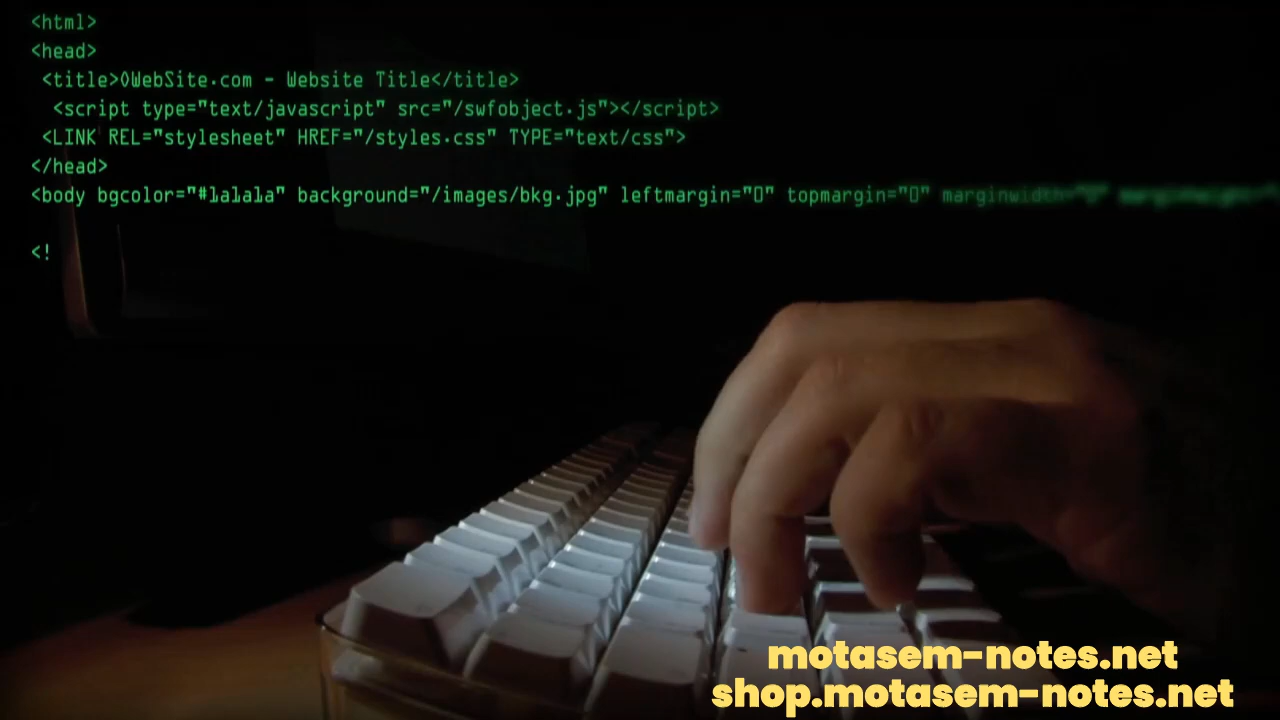 <html>
<head>
<title>0WebSite.com - Website Title</title>
<script type="text/javascript" src="/swfobject.js"></script>
<LINK REL="stylesheet" HREF="/styles.css" TYPE="text/css">
</head>
<body bgcolor="#1a1a1a" background="/images/bkg.jpg" leftmargin="0" topmargin="0" marginwidth="0"
<!
motasem-notes.net
shop.motasem-notes.net